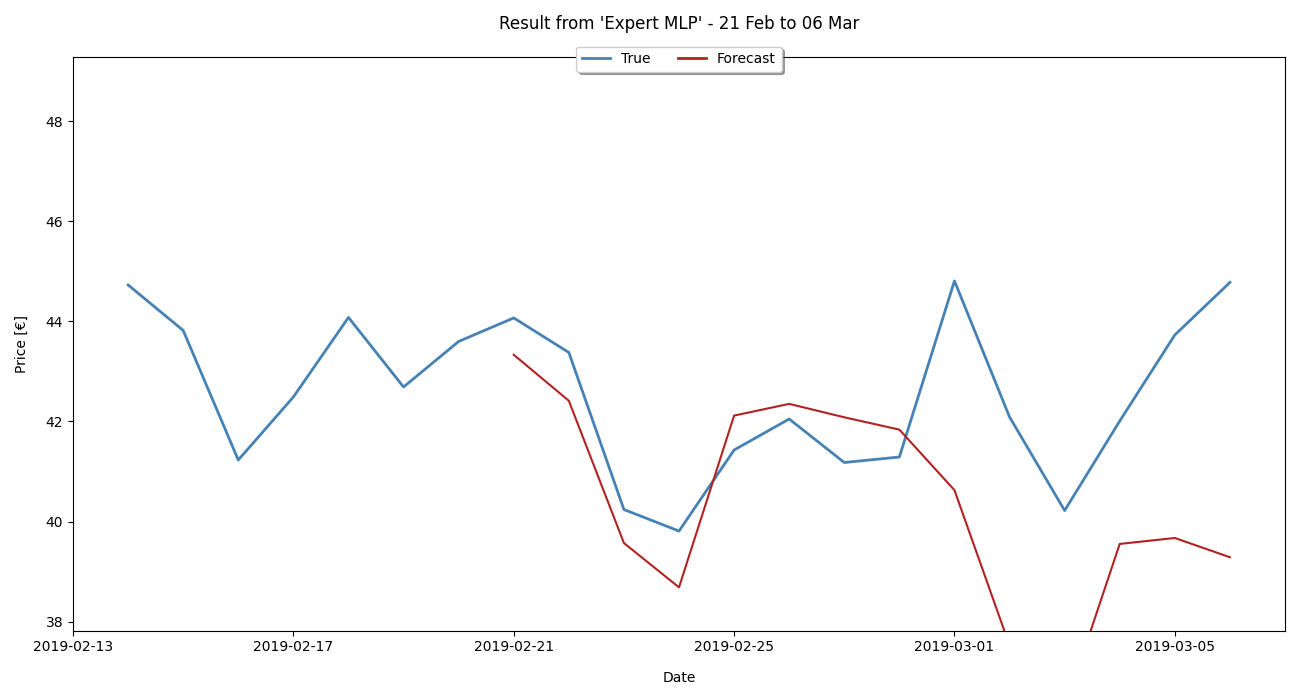 Result from 'Expert MLP' - 21 Feb to 06 Mar
True
Forecast
Price [€]
48
46
44
42
40
38
2019-02-13
2019-02-17
2019-02-21
2019-02-25
2019-03-01
2019-03-05
Date